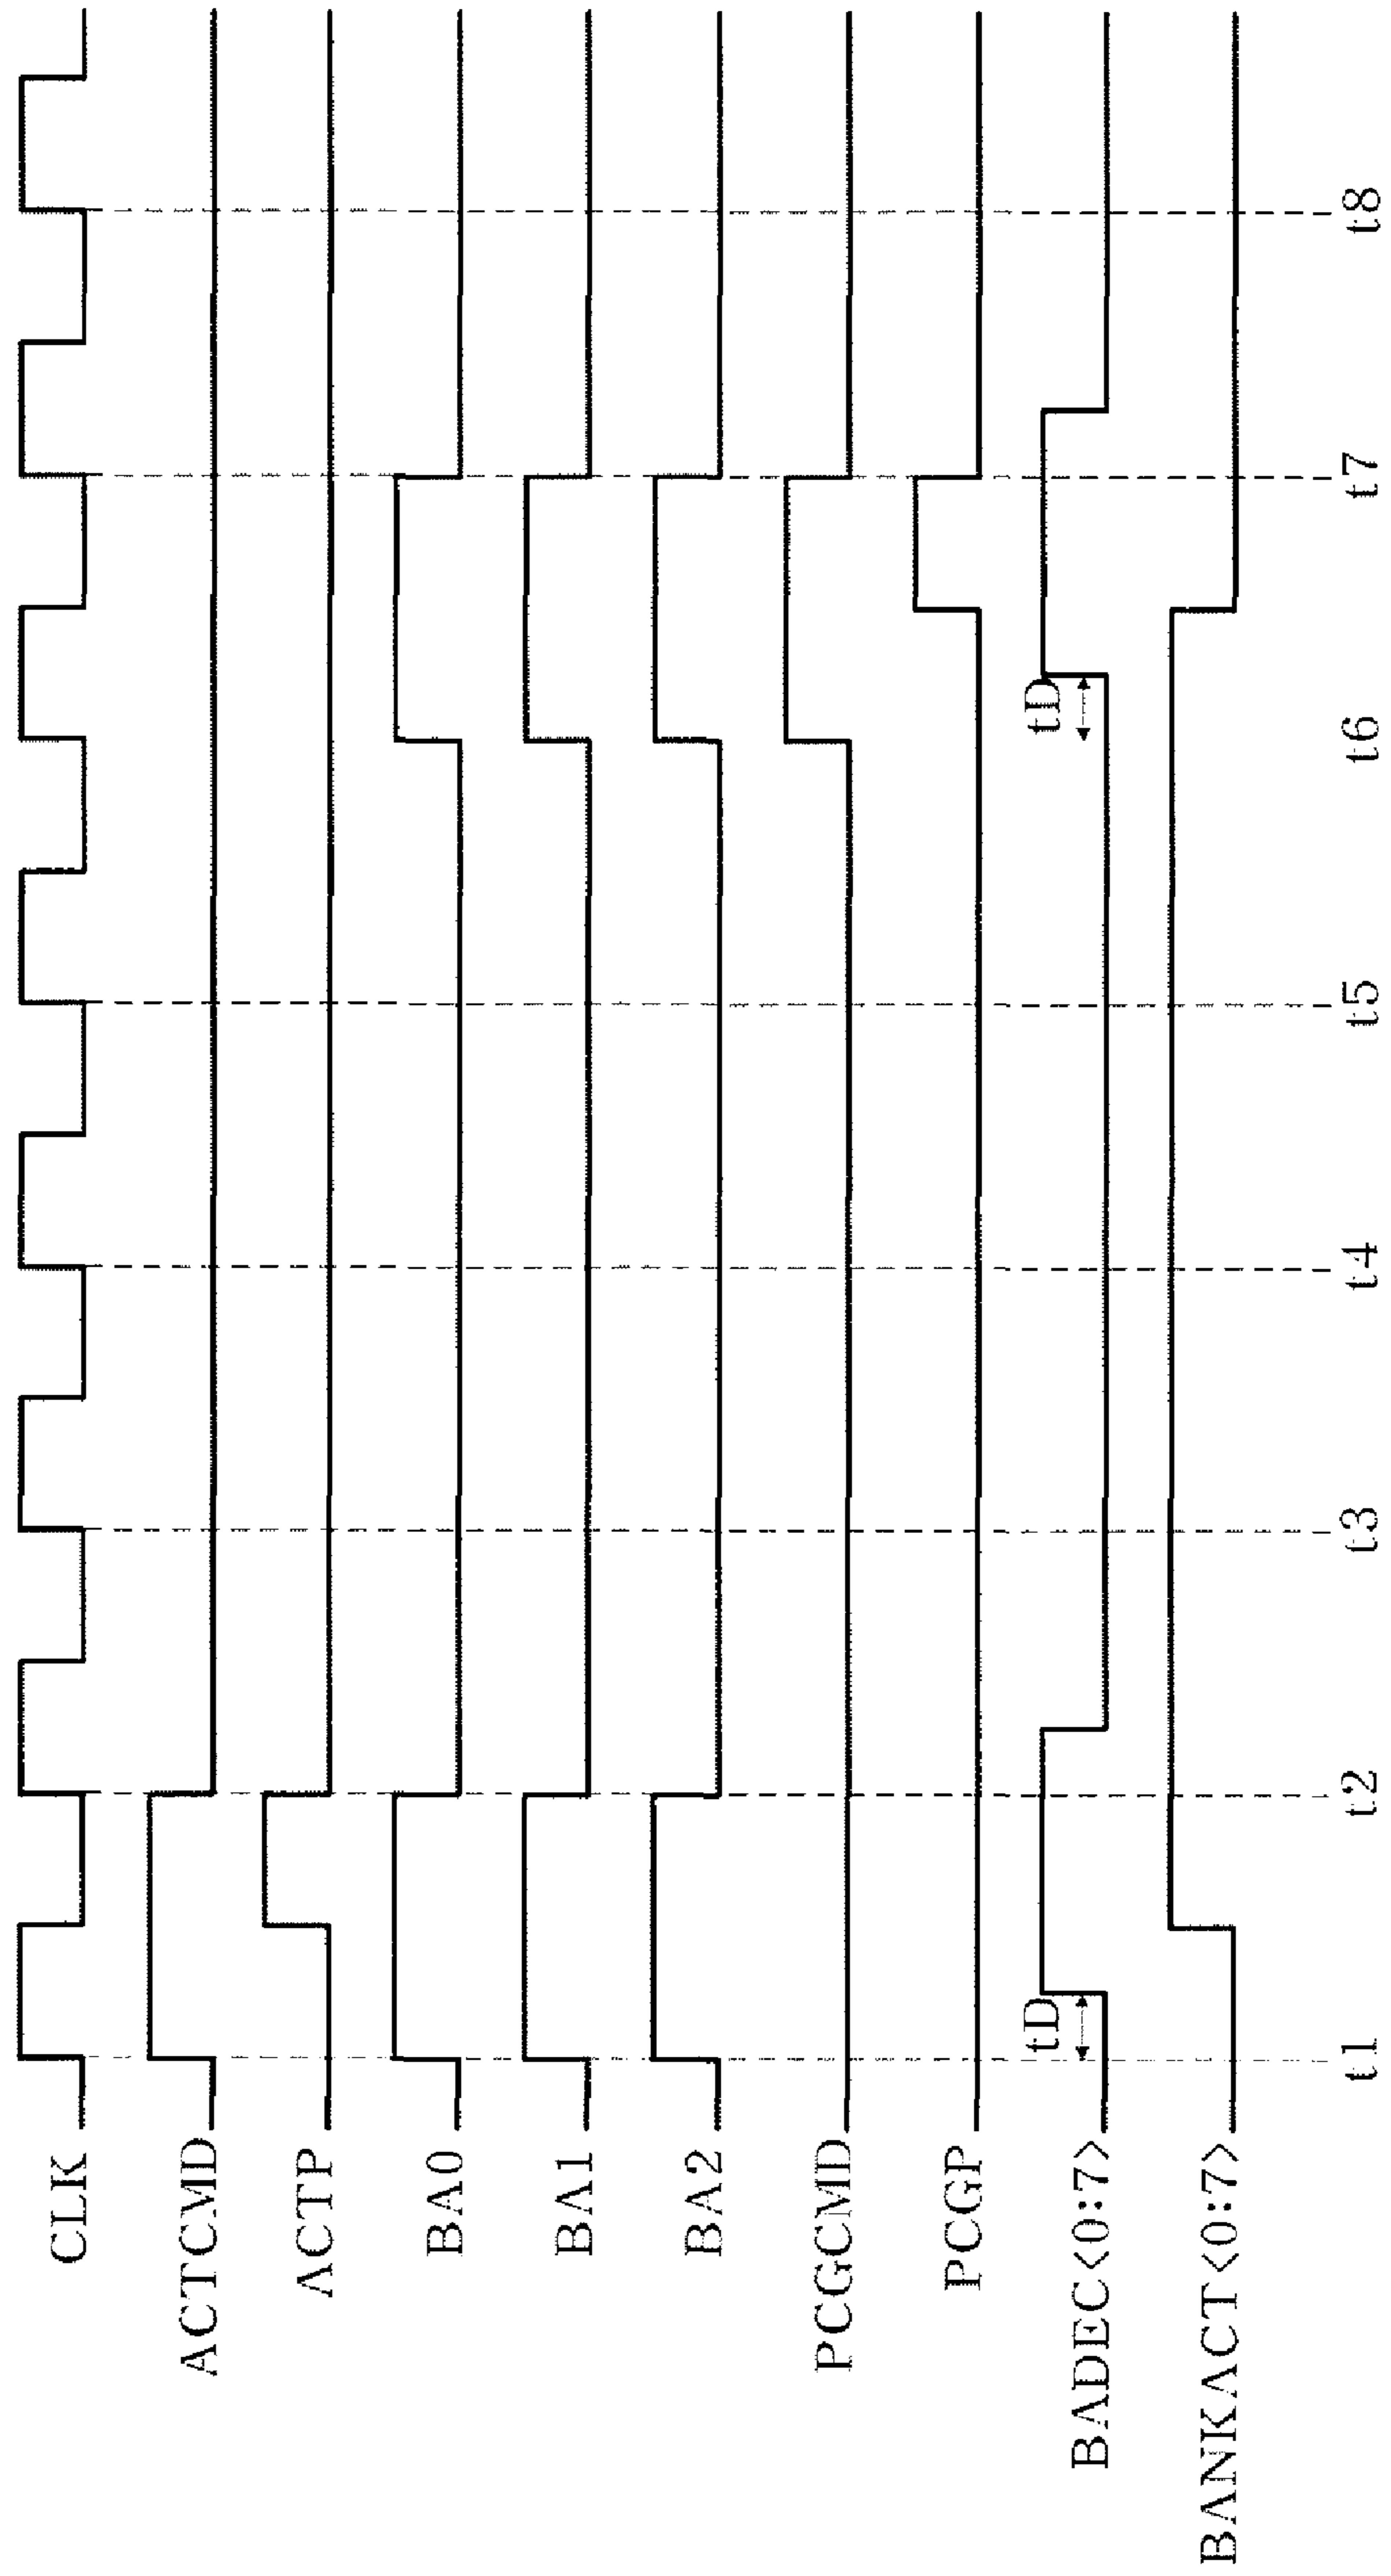 CLK
ACTCMD
ACTP
BA0
BA1
BA2
PCGCMD
PCGP
BADEC<0:7>
tD
tD
BANKACT<0:7>
t1
t2
t3
t4
t5
t6
t7
t8